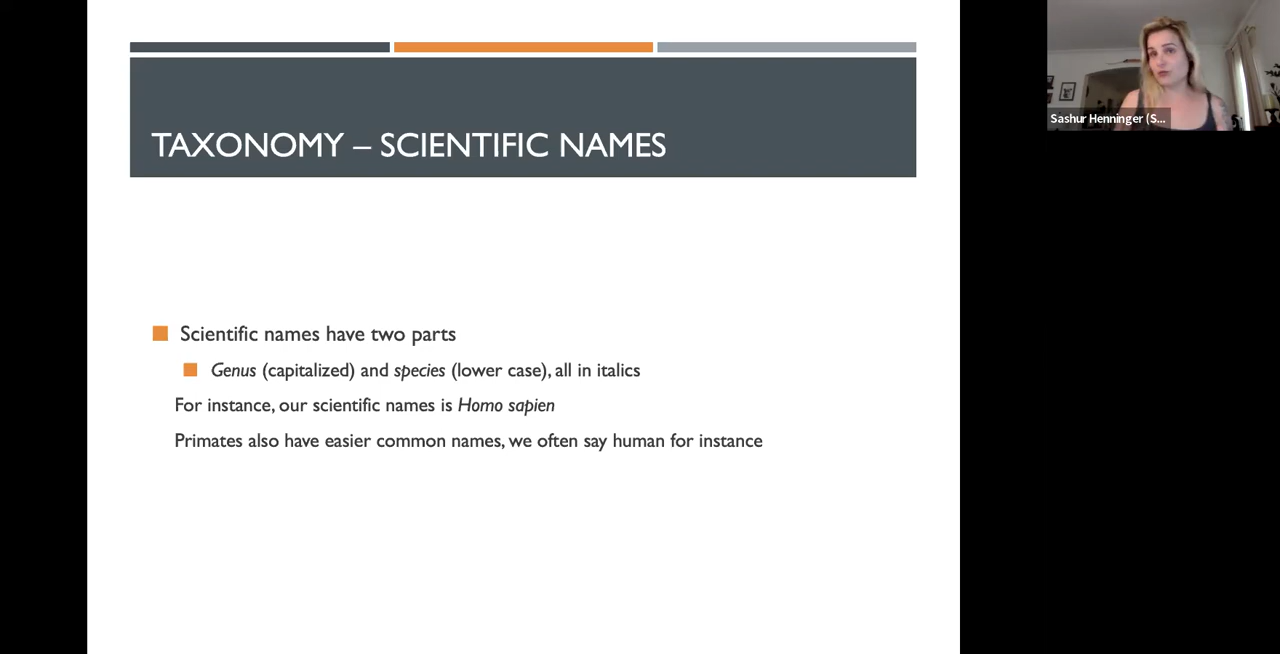 TAXONOMY – SCIENTIFIC NAMES
Scientific names have two parts
Genus (capitalized) and species (lower case), all in italics
For instance, our scientific names is Homo sapien
Primates also have easier common names, we often say human for instance
Sashur Henninger (S...